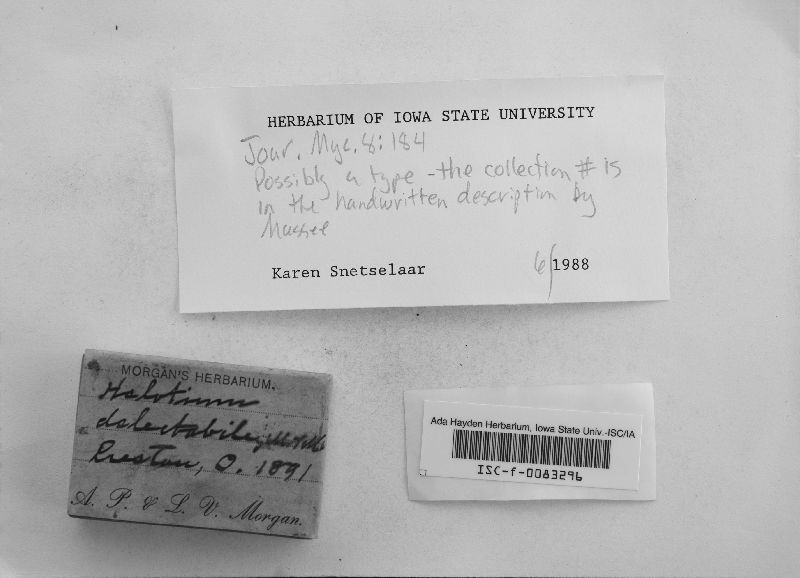 HERBARIUM OF IOWA STATE UNIVERSITY
Jour. Myc. 8: 184
Possibly a type - the collection # is
in the handwritten description by
Massee
Karen Snetselaar 6/1988
MORGAN'S HERBARIUM.
Helotium
delectabile,
Preston, O. 1891
A. P. & L. V. Morgan.
Ada Hayden Herbarium, Iowa State Univ.-ISC/IA
ISC-f-0083296